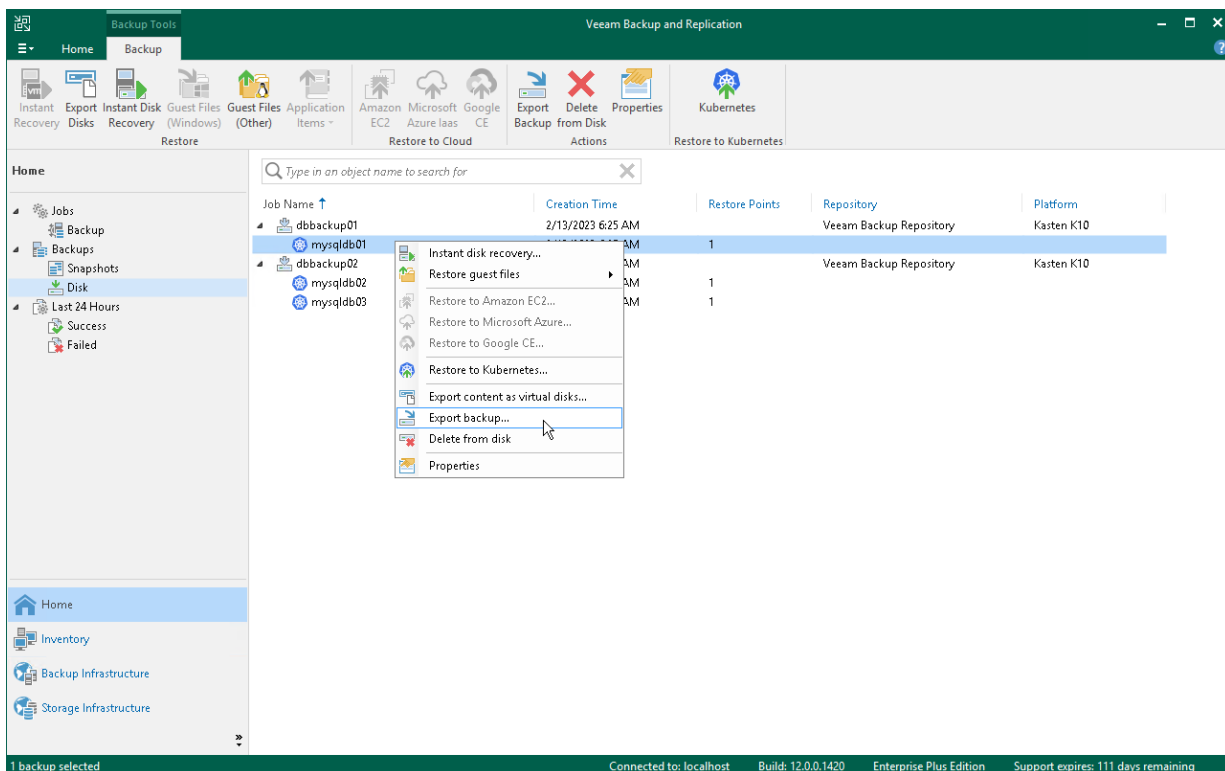 Backup Tools
Veeam Backup and Replication
Home Backup
Instant Recovery
Export Disks
Instant Disk Recovery
Guest Files (Windows)
Guest Files (Other)
Application Items
Amazon EC2
Microsoft Azure Iaas
Google CE
Export Backup
Delete from Disk
Properties
Kubernetes
Restore
Restore to Cloud
Actions
Restore to Kubernetes
Home
Type in an object name to search for
Jobs
Backup
Backups
Snapshots
Disk
Last 24 Hours
Success
Failed
Job Name Creation Time Restore Points Repository Platform
dbbackup01 2/13/2023 6:25 AM Veeam Backup Repository Kasten K10
mysqldb01 AM 1
dbbackup02 AM Veeam Backup Repository Kasten K10
mysqldb02 AM 1
mysqldb03 AM 1
Instant disk recovery...
Restore guest files
Restore to Amazon EC2...
Restore to Microsoft Azure...
Restore to Google CE...
Restore to Kubernetes...
Export content as virtual disks...
Export backup...
Delete from disk
Properties
Home
Inventory
Backup Infrastructure
Storage Infrastructure
1 backup selected Connected to: localhost Build: 12.0.0.1420 Enterprise Plus Edition Support expires: 111 days remaining